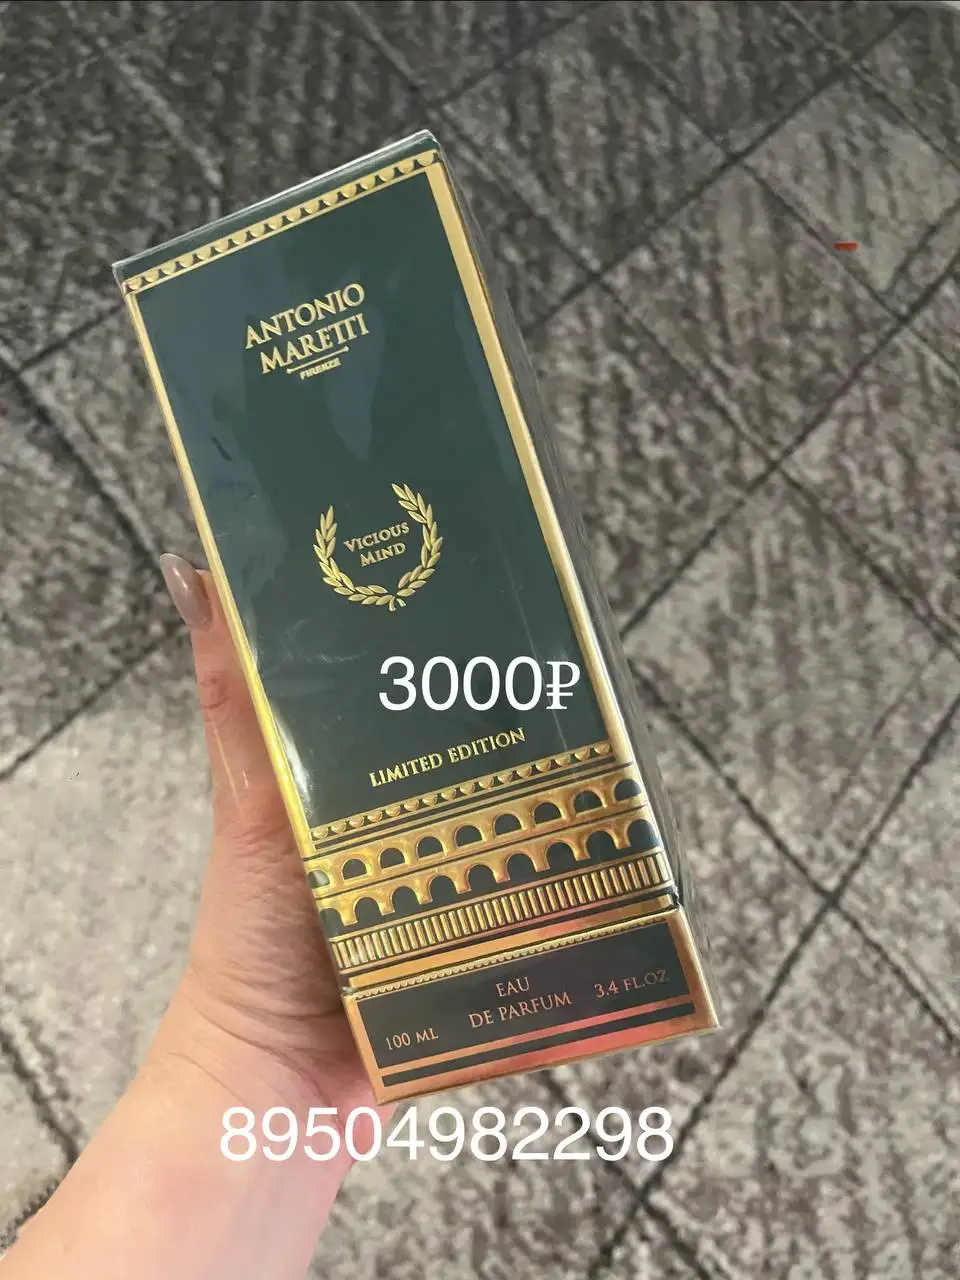 ANTONIO
MARETTI
FIRENZE
VICIOUS
MIND
3000₽
LIMITED EDITION
EAU
DE PARFUM
100 ML
3.4 FL.OZ
89504982298